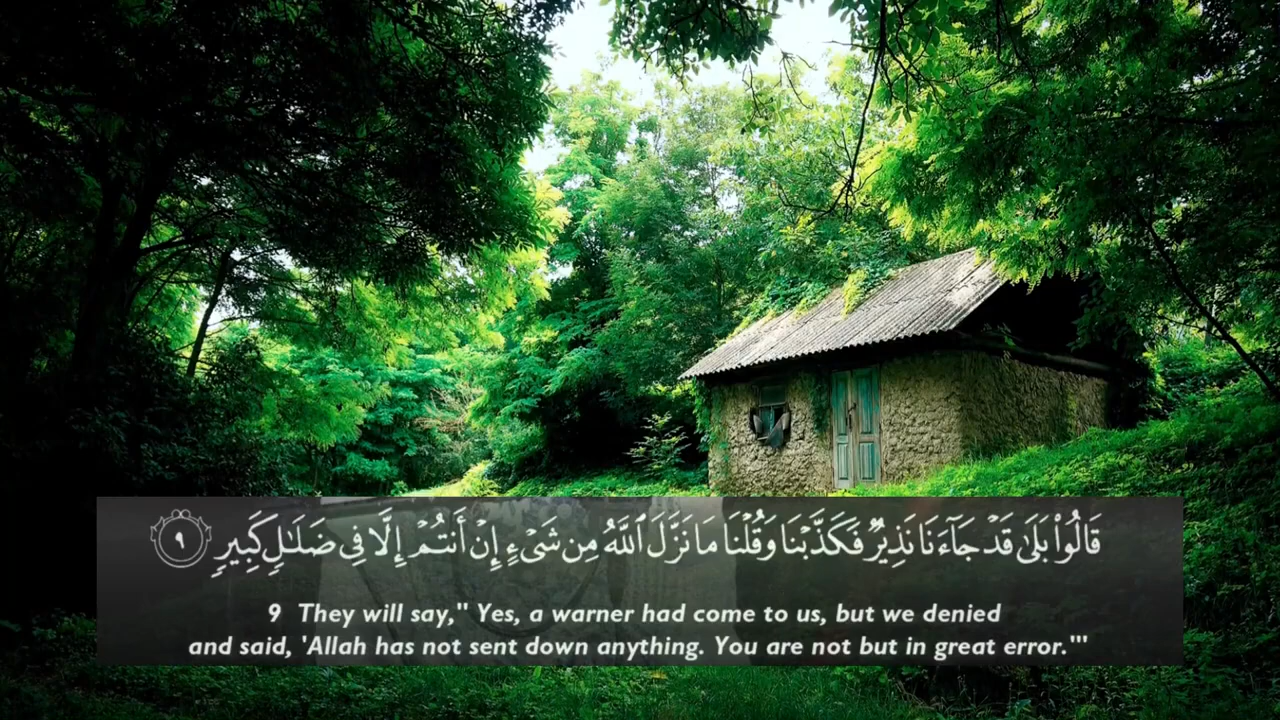 قَالُوا۟ بَلَىٰ قَدْ جَآءَنَا نَذِيرٌ فَكَذَّبْنَا وَقُلْنَا مَا نَزَّلَ ٱللَّهُ مِن شَىْءٍ إِنْ أَنتُمْ إِلَّا فِى ضَلَـٰلٍ كَبِيرٍ ٩
9 They will say," Yes, a warner had come to us, but we denied
and said, 'Allah has not sent down anything. You are not but in great error.'"